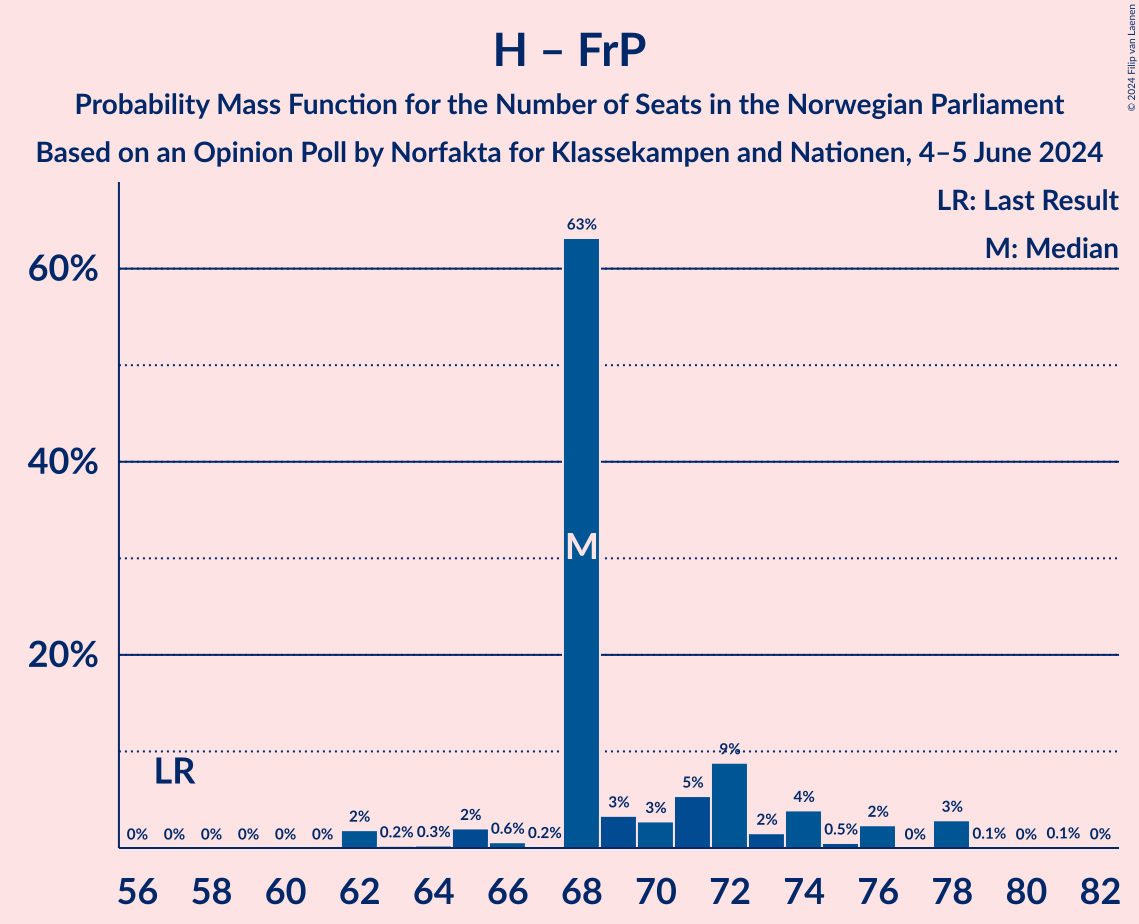 H – FrP
Probability Mass Function for the Number of Seats in the Norwegian Parliament
Based on an Opinion Poll by Norfakta for Klassekampen and Nationen, 4–5 June 2024
© 2024 Filip van Laenen
LR: Last Result
M: Median
60%
40%
20%
LR
M
0% 0% 0% 0% 0% 0% 2% 0.2% 0.3% 2% 0.6% 0.2% 63% 3% 3% 5% 9% 2% 4% 0.5% 2% 0% 3% 0.1% 0% 0.1% 0%
56 58 60 62 64 66 68 70 72 74 76 78 80 82